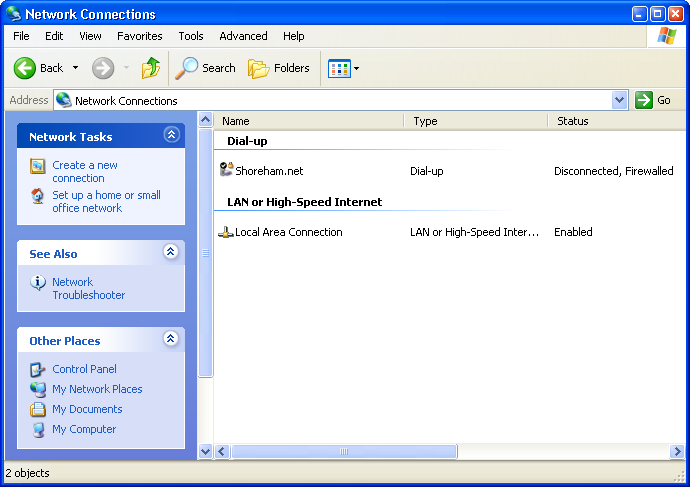 Network Connections
File Edit View Favorites Tools Advanced Help
Back Search Folders
Address Network Connections Go
Network Tasks
Create a new
connection
Set up a home or small
office network
See Also
Network
Troubleshooter
Other Places
Control Panel
My Network Places
My Documents
My Computer
Name Type Status
Dial-up
Shoreham.net Dial-up Disconnected, Firewalled
LAN or High-Speed Internet
Local Area Connection LAN or High-Speed Inter... Enabled
2 objects